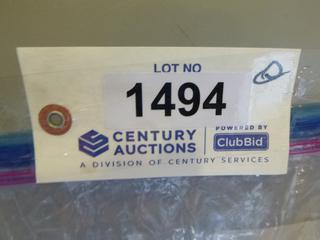 LOT NO
1494
CENTURY AUCTIONS
POWERED BY
ClubBid
A DIVISION OF CENTURY SERVICES